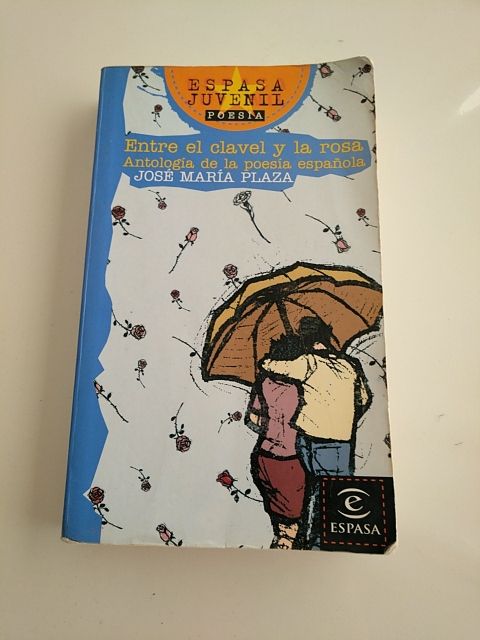 ESPASA
JUVENIL
POESÍA
Entre el clavel y la rosa
Antología de la poesía española
JOSÉ MARÍA PLAZA
e
ESPASA